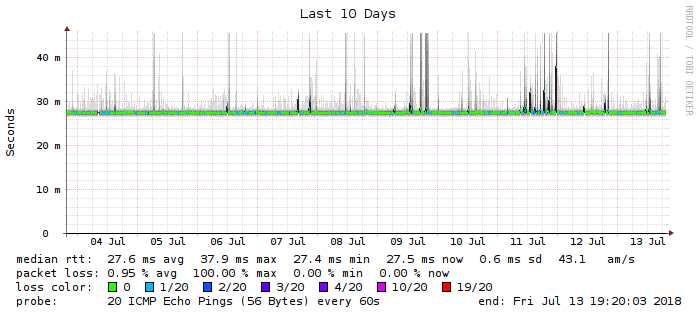 Last 10 Days
RRDTOOL / TOBI OETIKER
Seconds
40 m
30 m
20 m
10 m
0
04 Jul 05 Jul 06 Jul 07 Jul 08 Jul 09 Jul 10 Jul 11 Jul 12 Jul 13 Jul
median rtt: 27.6 ms avg 37.9 ms max 27.4 ms min 27.5 ms now 0.6 ms sd 43.1 am/s
packet loss: 0.95 % avg 100.00 % max 0.00 % min 0.00 % now
loss color: 0 1/20 2/20 3/20 4/20 10/20 19/20
probe: 20 ICMP Echo Pings (56 Bytes) every 60s end: Fri Jul 13 19:20:03 2018